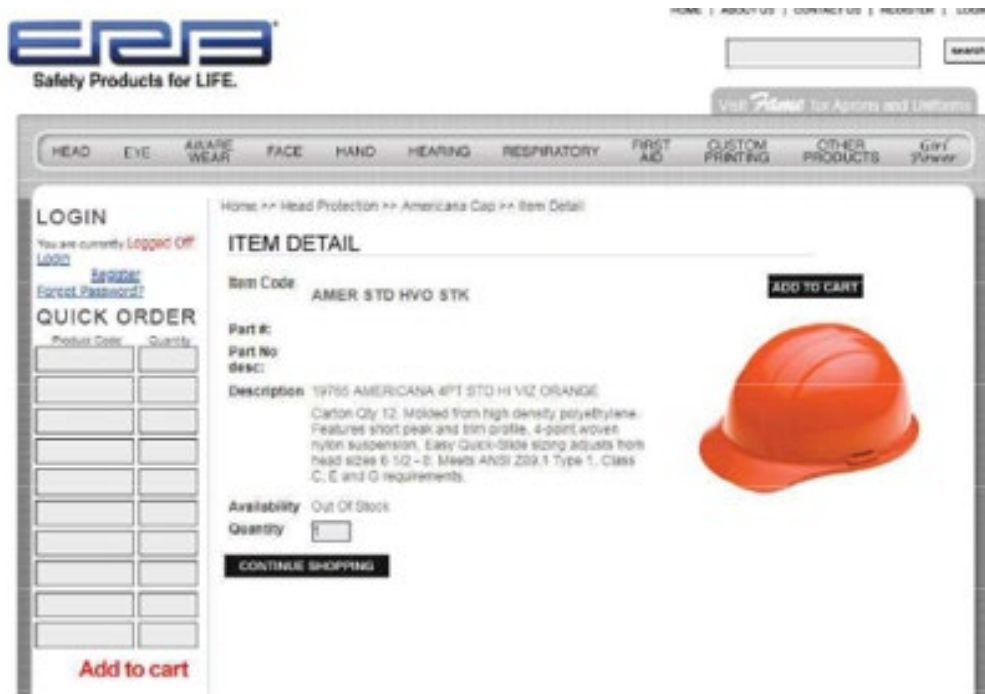 HOME | ABOUT US | CONTACT US | REGISTER | LOGIN
ERB
Safety Products for LIFE.
search
Visit Fame for Aprons and Uniforms
HEAD EYE AWARE WEAR FACE HAND HEARING RESPIRATORY FIRST AID CUSTOM PRINTING OTHER PRODUCTS Girl Power
LOGIN
You are currently Logged Off
Login
Register
Forgot Password?
QUICK ORDER
Product Code Quantity
Add to cart
Home >> Head Protection >> Americana Cap >> Item Detail
ITEM DETAIL
Item Code AMER STD HVO STK
ADD TO CART
Part #:
Part No
desc:
Description 19765 AMERICANA 4PT STD HI VIZ ORANGE
Carton Qty 12. Molded from high density polyethylene.
Features short peak and trim profile, 4-point woven
nylon suspension. Easy Quick-Slide sizing adjusts from
head sizes 6 1/2 - 8. Meets ANSI Z89.1 Type 1, Class
C, E and G requirements.
Availability Out Of Stock
Quantity 1
CONTINUE SHOPPING